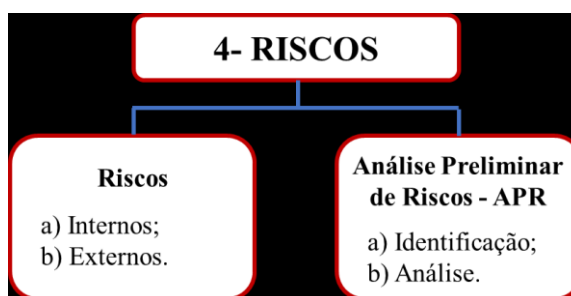 4- RISCOS
Riscos
a) Internos;
b) Externos.
Análise Preliminar
de Riscos - APR
a) Identificação;
b) Análise.